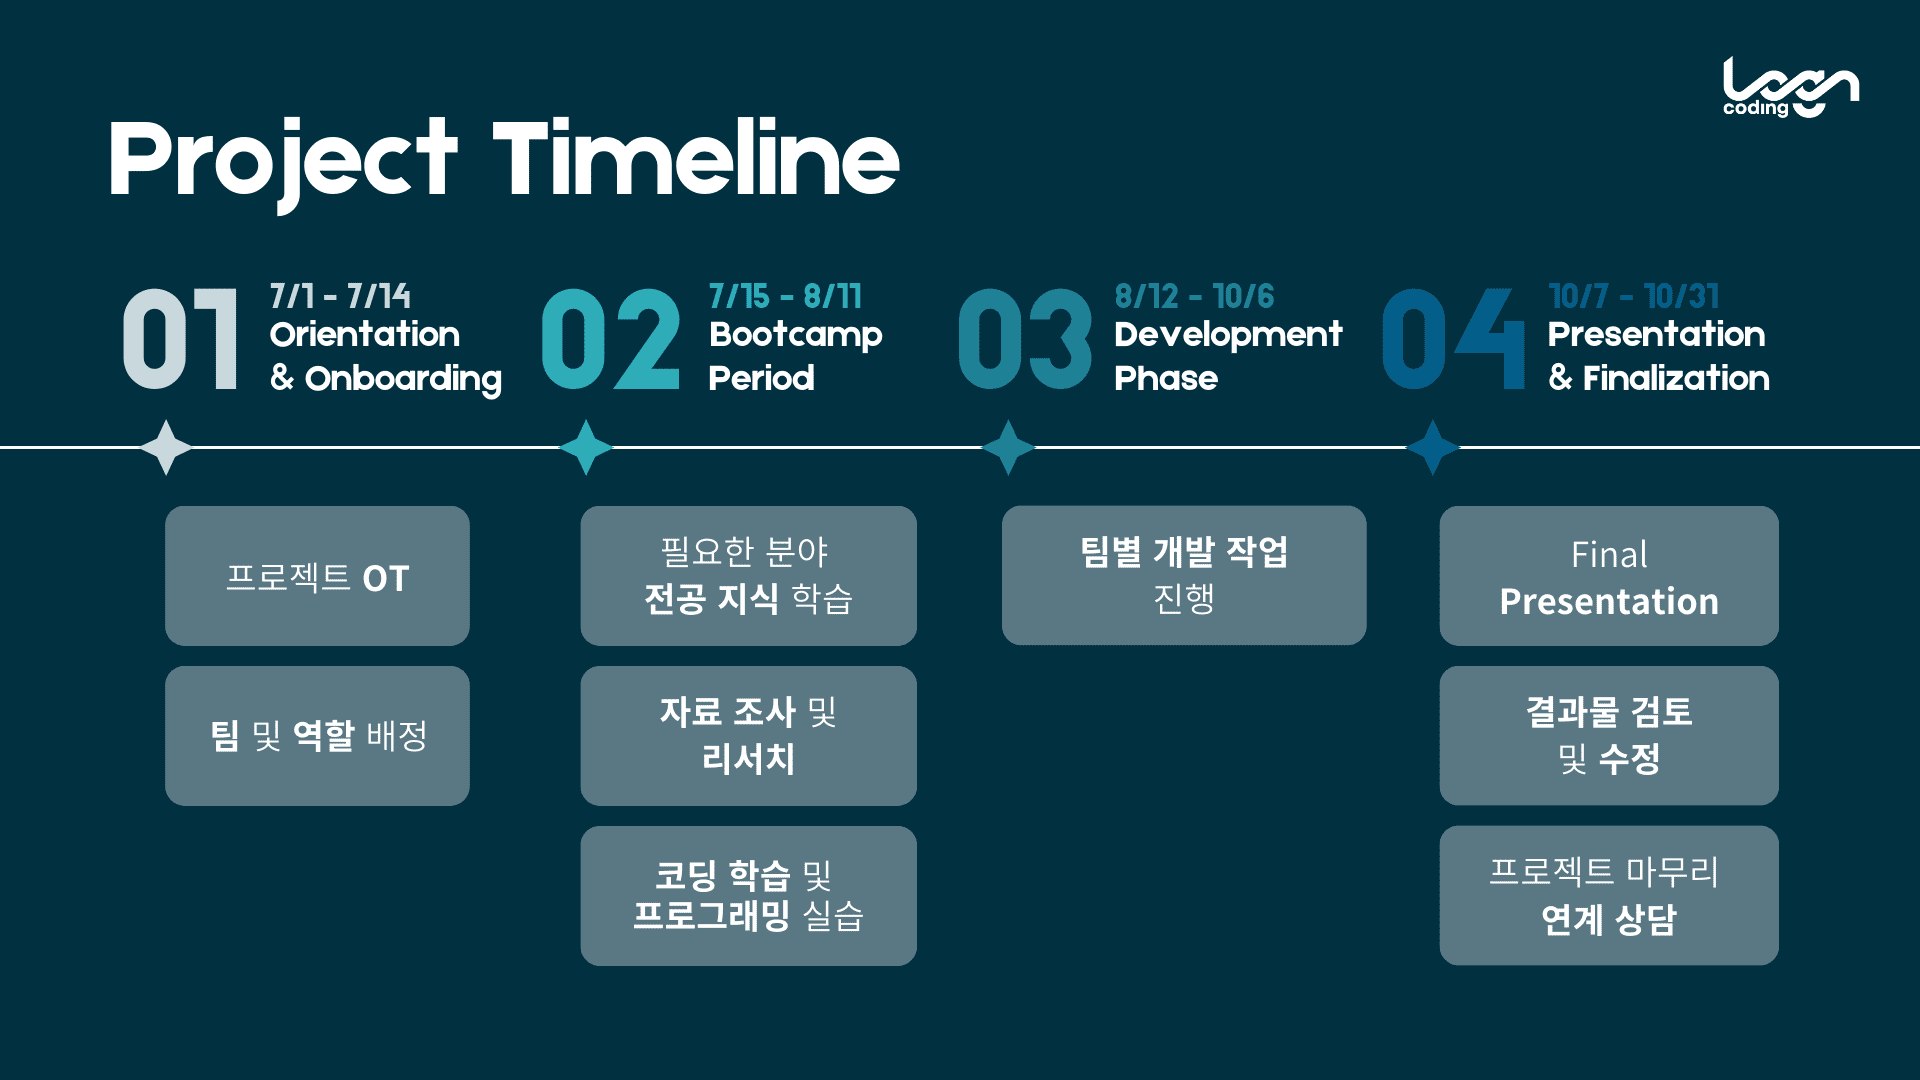 Logn
coding
Project Timeline
01
7/1 - 7/14
Orientation
& Onboarding
02
7/15 - 8/11
Bootcamp
Period
03
8/12 - 10/6
Development
Phase
04
10/7 - 10/31
Presentation
& Finalization
프로젝트 OT
팀 및 역할 배정
필요한 분야
전공 지식 학습
자료 조사 및
리서치
코딩 학습 및
프로그래밍 실습
팀별 개발 작업
진행
Final
Presentation
결과물 검토
및 수정
프로젝트 마무리
연계 상담